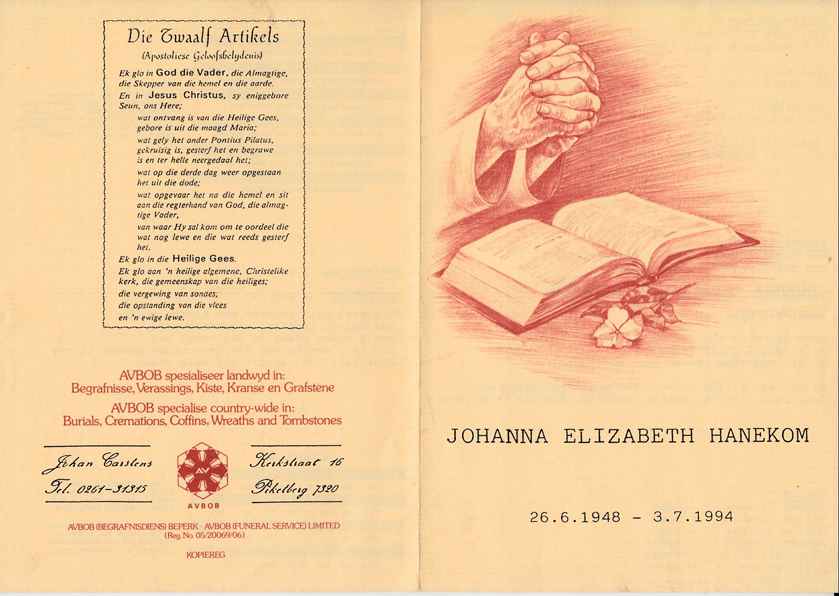 Die Twaalf Artikels
(Apostoliese Geloofsbelydenis)
Ek glo in God die Vader, die Almagtige,
die Skepper van die hemel en die aarde.
En in Jesus Christus, sy eniggebore
Seun, ons Here;
wat ontvang is van die Heilige Gees,
gebore is uit die maagd Maria;
wat gely het onder Pontius Pilatus,
gekruisig is, gesterf het en begrawe
is en ter helle neergedaal het;
wat op die derde dag weer opgestaan
het uit die dode;
wat opgevaar het na die hemel en sit
aan die regterhand van God, die almag-
tige Vader,
van waar Hy sal kom om te oordeel die
wat nog lewe en die wat reeds gesterf
het.
Ek glo in die Heilige Gees.
Ek glo aan 'n heilige algemene, Christelike
kerk, die gemeenskap van die heiliges;
die vergewing van sondes;
die opstanding van die vlees
en 'n ewige lewe.
AVBOB spesialiseer landwyd in:
Begrafnisse, Verassings, Kiste, Kranse en Grafstene
AVBOB specialise country-wide in:
Burials, Cremations, Coffins, Wreaths and Tombstones
Johan Carstens
Tel. 0261-31315
AV
AVBOB
Kerkstraat 16
Piketberg 7320
AVBOB (BEGRAFNISDIENS) BEPERK - AVBOB (FUNERAL SERVICE) LIMITED
(Reg. No. 05/20069/06)
KOPIEREG
JOHANNA ELIZABETH HANEKOM
26.6.1948 - 3.7.1994